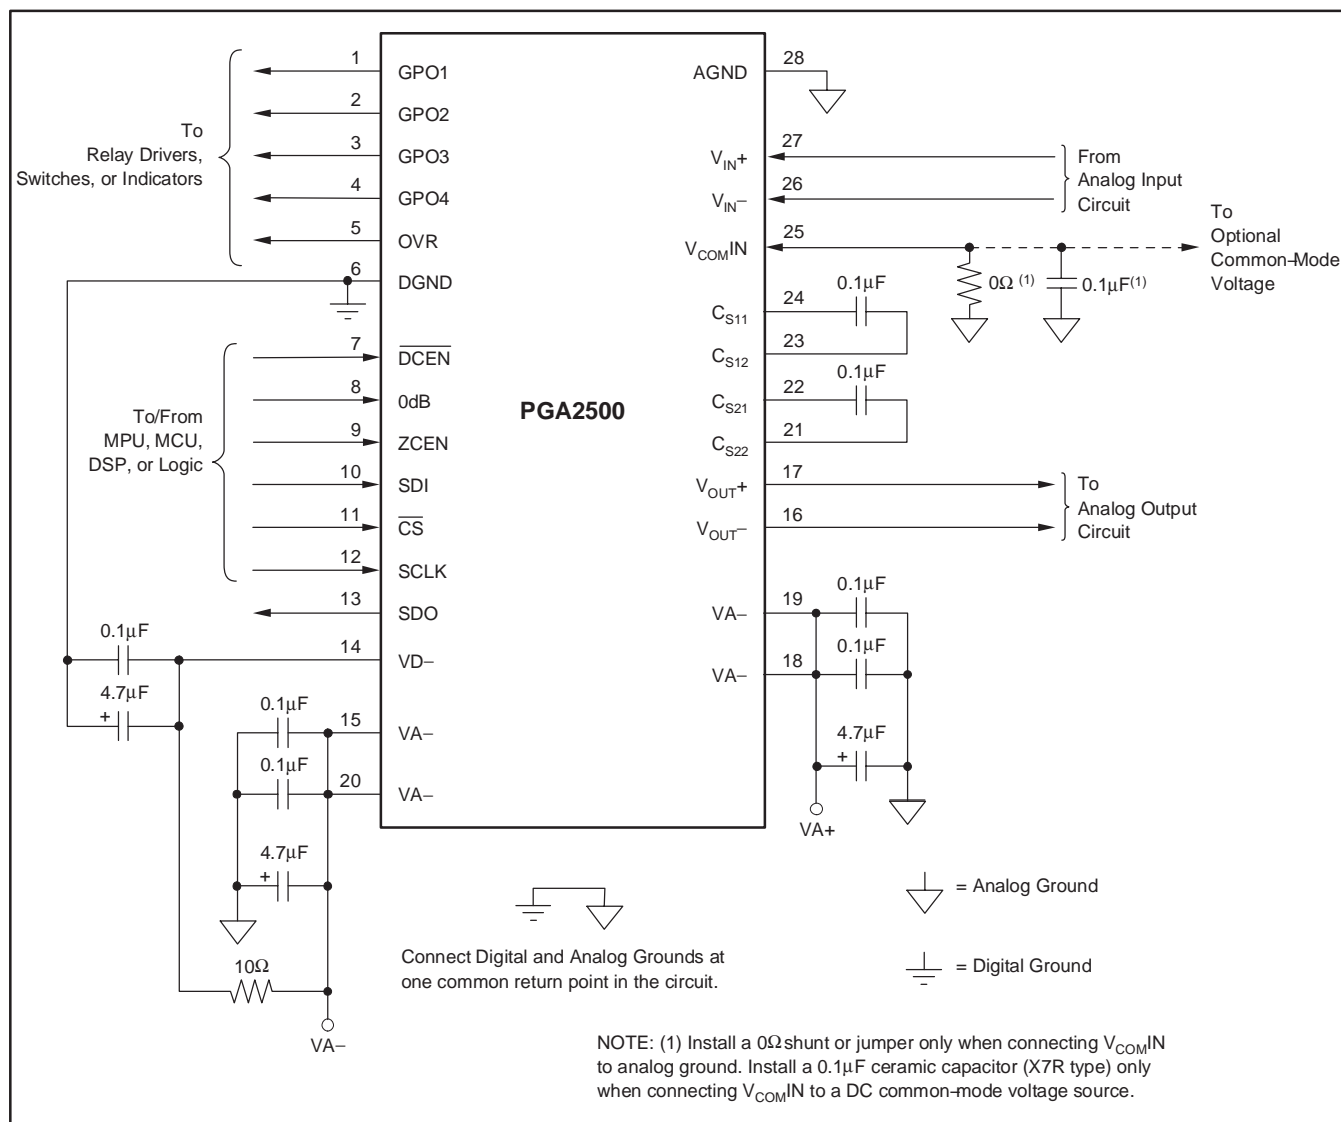 To
Relay Drivers,
Switches, or Indicators
1
GPO1
2
GPO2
3
GPO3
4
GPO4
5
OVR
6
DGND
To/From
MPU, MCU,
DSP, or Logic
7
DCEN
8
0dB
9
ZCEN
10
SDI
11
CS
12
SCLK
13
SDO
0.1μF
14
VD−
4.7μF
+
0.1μF
15
VA−
0.1μF
20
VA−
4.7μF
+
10Ω
VA−
PGA2500
28
AGND
27
VIN+
26
VIN−
From
Analog Input
Circuit
25
VCOMIN
To
Optional
Common−Mode
Voltage
0Ω (1)
0.1μF(1)
0.1μF
24
CS11
23
CS12
0.1μF
22
CS21
21
CS22
17
VOUT+
16
VOUT−
To
Analog Output
Circuit
0.1μF
19
VA−
0.1μF
18
VA−
4.7μF
+
VA+
Connect Digital and Analog Grounds at
one common return point in the circuit.
= Analog Ground
= Digital Ground
NOTE: (1) Install a 0Ω shunt or jumper only when connecting VCOMIN
to analog ground. Install a 0.1μF ceramic capacitor (X7R type) only
when connecting VCOMIN to a DC common−mode voltage source.